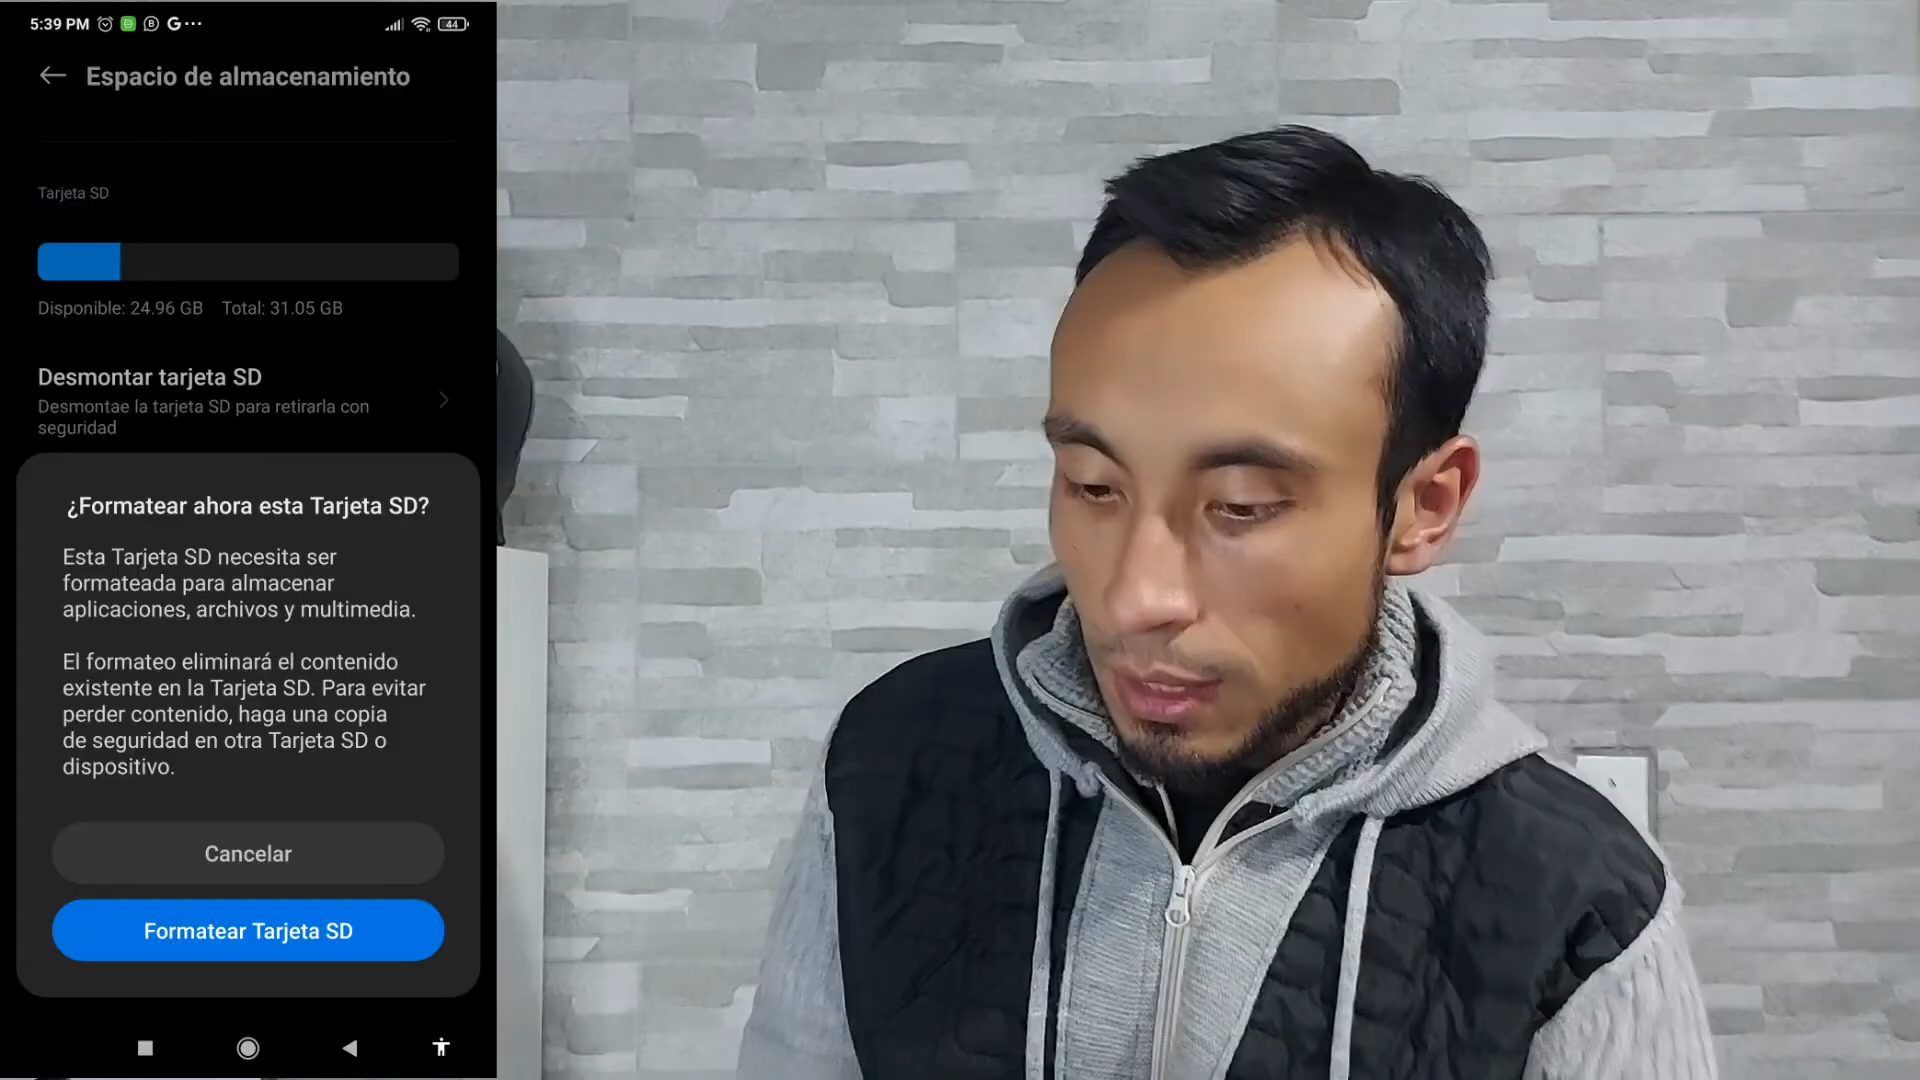 5:39 PM G 44
Espacio de almacenamiento
Tarjeta SD
Disponible: 24.96 GB Total: 31.05 GB
Desmontar tarjeta SD
Desmontae la tarjeta SD para retirarla con
seguridad
¿Formatear ahora esta Tarjeta SD?
Esta Tarjeta SD necesita ser
formateada para almacenar
aplicaciones, archivos y multimedia.
El formateo eliminará el contenido
existente en la Tarjeta SD. Para evitar
perder contenido, haga una copia
de seguridad en otra Tarjeta SD o
dispositivo.
Cancelar
Formatear Tarjeta SD